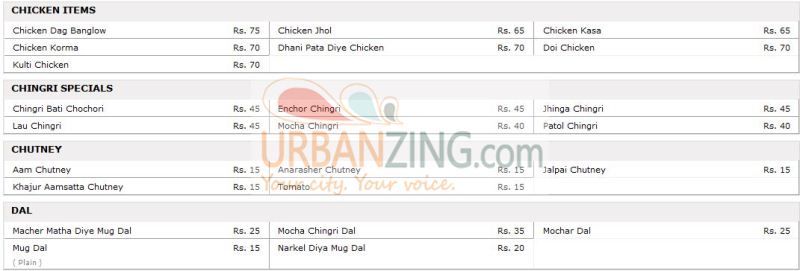 CHICKEN ITEMS
Chicken Dag Banglow Rs. 75 Chicken Jhol Rs. 65 Chicken Kasa Rs. 65
Chicken Korma Rs. 70 Dhani Pata Diye Chicken Rs. 70 Doi Chicken Rs. 70
Kulti Chicken Rs. 70
CHINGRI SPECIALS
Chingri Bati Chochori Rs. 45 Enchor Chingri Rs. 45 Jhinga Chingri Rs. 45
Lau Chingri Rs. 45 Mocha Chingri Rs. 40 Patol Chingri Rs. 40
URBANZING.com
Your city. Your voice.
CHUTNEY
Aam Chutney Rs. 15 Anarasher Chutney Rs. 15 Jalpai Chutney Rs. 15
Khajur Aamsatta Chutney Rs. 15 Tomato Rs. 15
DAL
Macher Matha Diye Mug Dal Rs. 25 Mocha Chingri Dal Rs. 35 Mochar Dal Rs. 25
Mug Dal Rs. 15 Narkel Diya Mug Dal Rs. 20
( Plain )